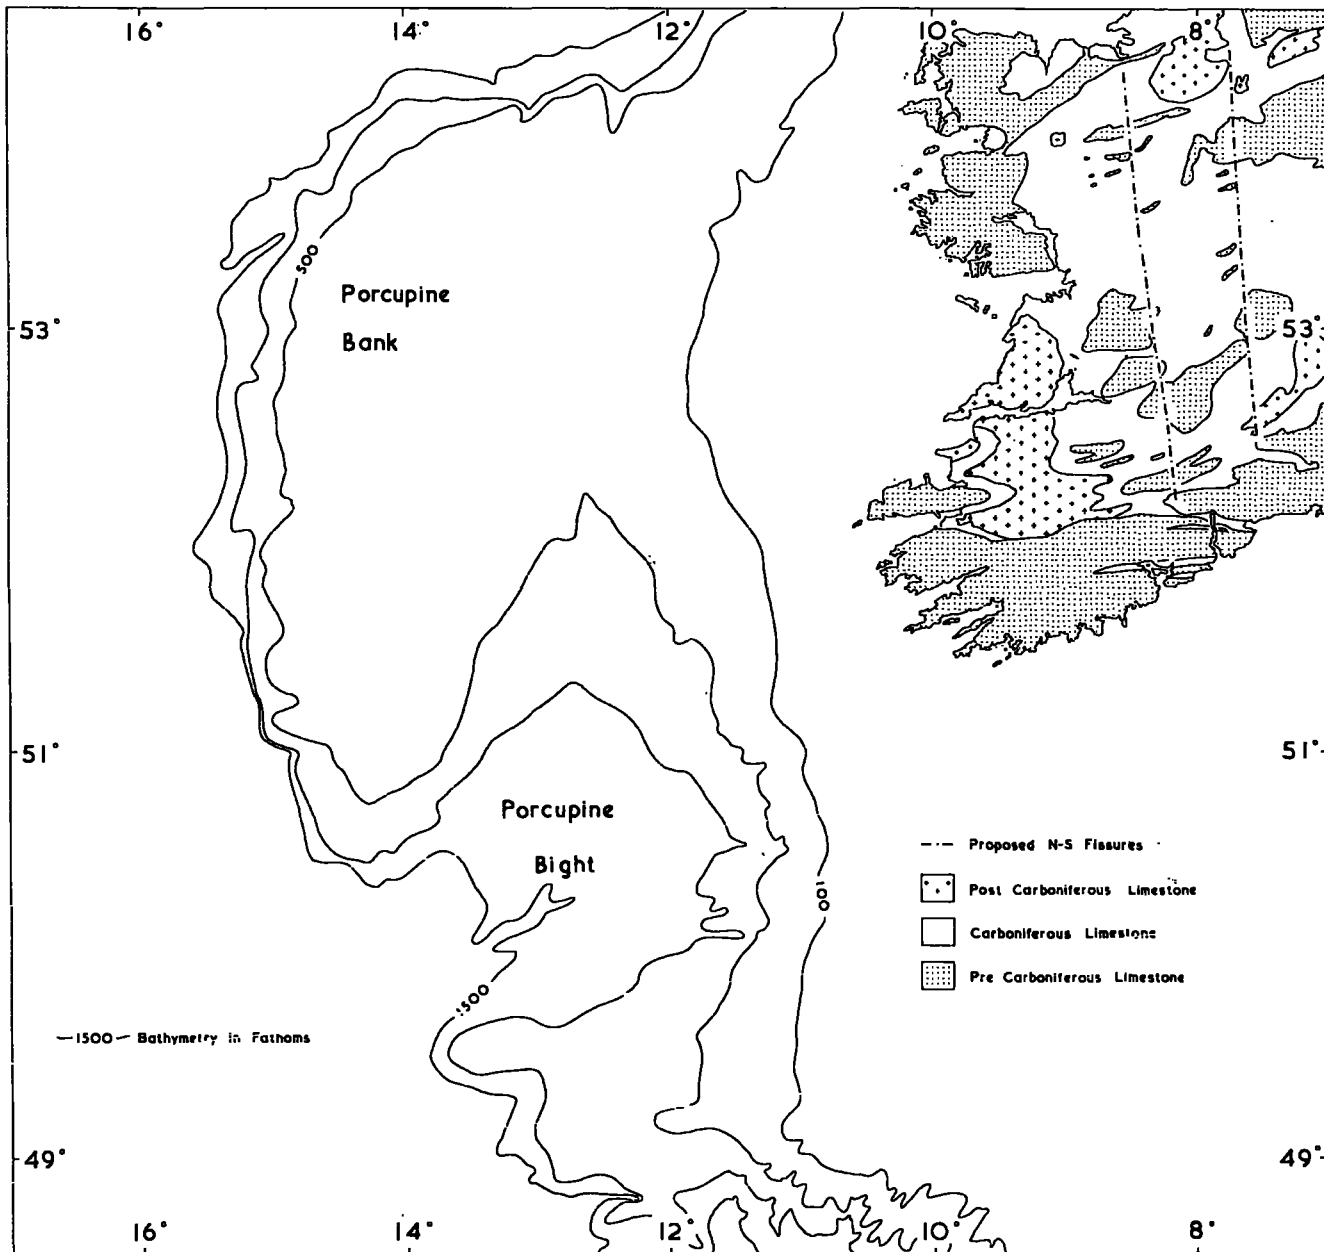 16° 14° 12° 10° 8°
500
Porcupine
Bank
53° 53°
51° 51°
Porcupine
Bight
100
—·— Proposed N-S Fissures
Post Carboniferous Limestone
Carboniferous Limestone
Pre Carboniferous Limestone
1500
—1500— Bathymetry in Fathoms
49° 49°
16° 14° 12° 10° 8°